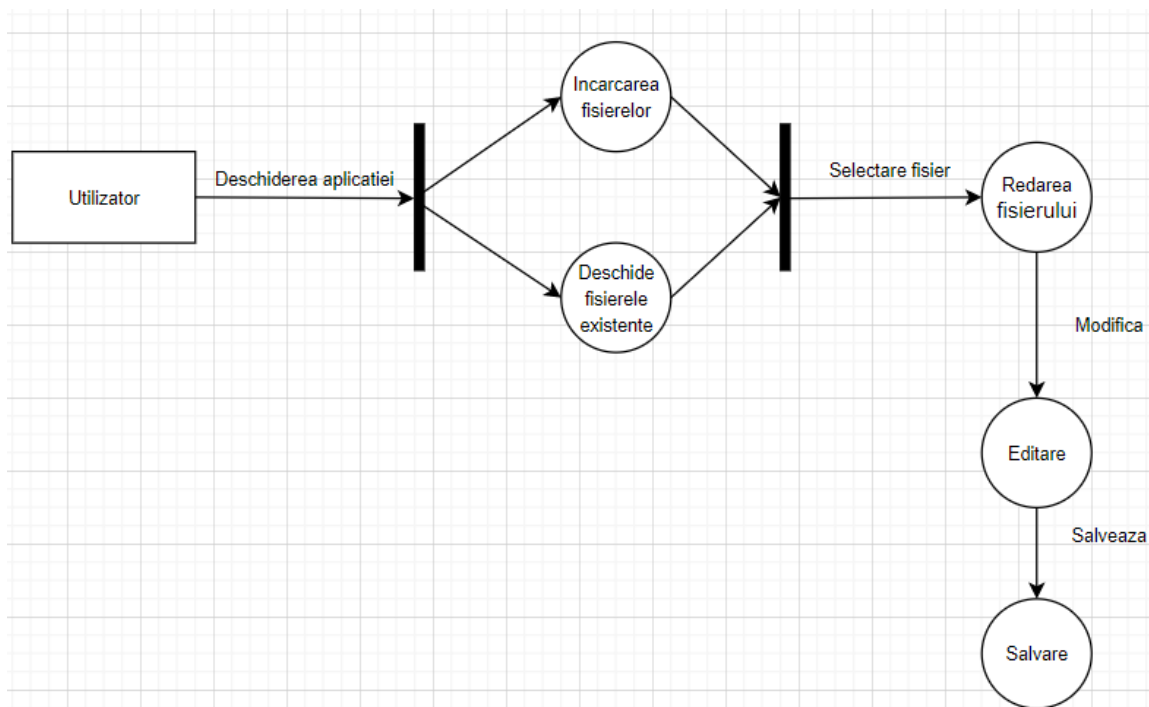 Incarcarea
fisierelor
Utilizator
Deschiderea aplicatiei
Selectare fisier
Redarea
fisierului
Deschide
fisierele
existente
Modifica
Editare
Salveaza
Salvare